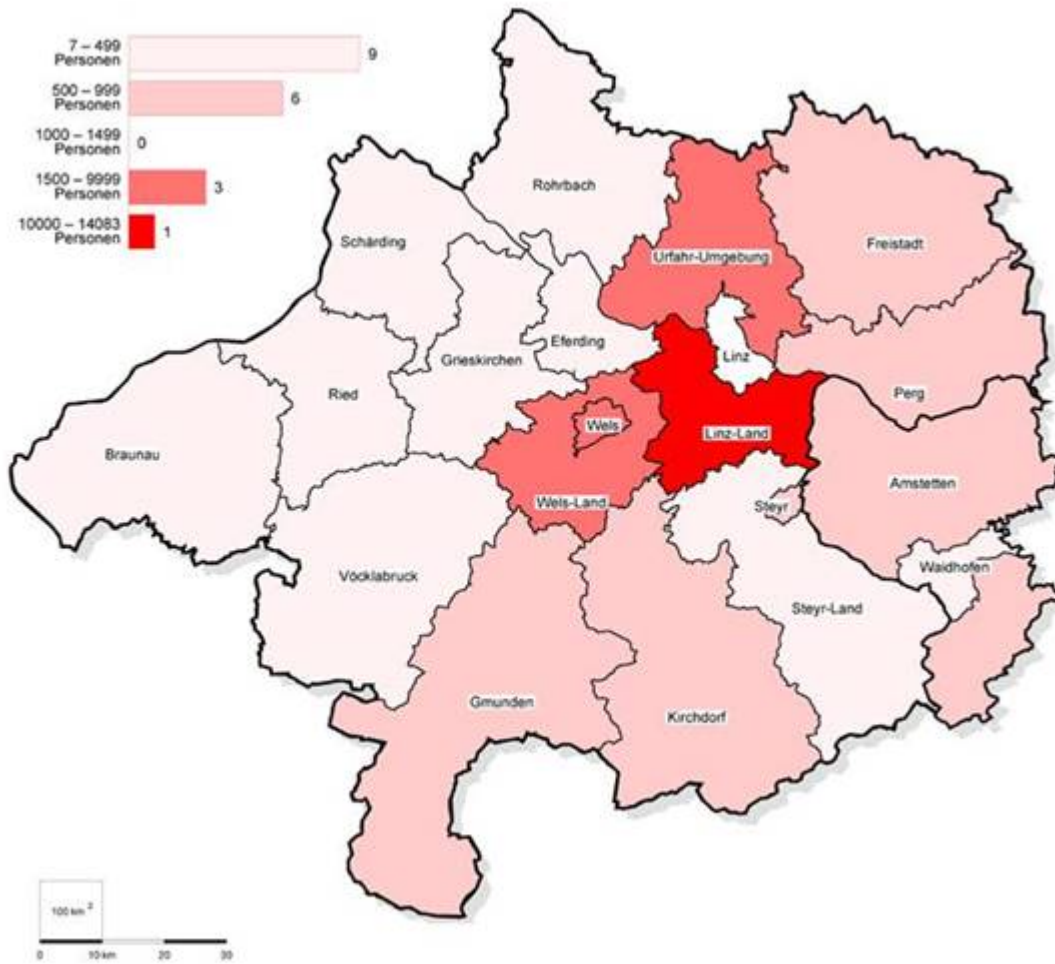 7 – 499
Personen
9
500 – 999
Personen
6
1000 – 1499
Personen
0
1500 – 9999
Personen
3
10000 – 14083
Personen
1
Rohrbach
Schärding
Urfahr-Umgebung
Freistadt
Eferding
Linz
Grieskirchen
Ried
Perg
Wels
Linz-Land
Braunau
Amstetten
Wels-Land
Steyr
Waidhofen
Vöcklabruck
Steyr-Land
Gmunden
Kirchdorf
100 km 2
0 10 km 20 30